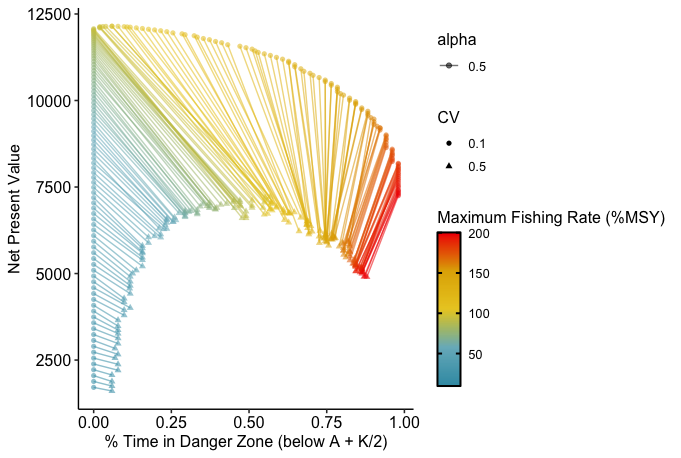 12500
10000
7500
5000
2500
Net Present Value
0.00 0.25 0.50 0.75 1.00
% Time in Danger Zone (below A + K/2)
alpha
0.5
CV
0.1
0.5
Maximum Fishing Rate (%MSY)
200
150
100
50